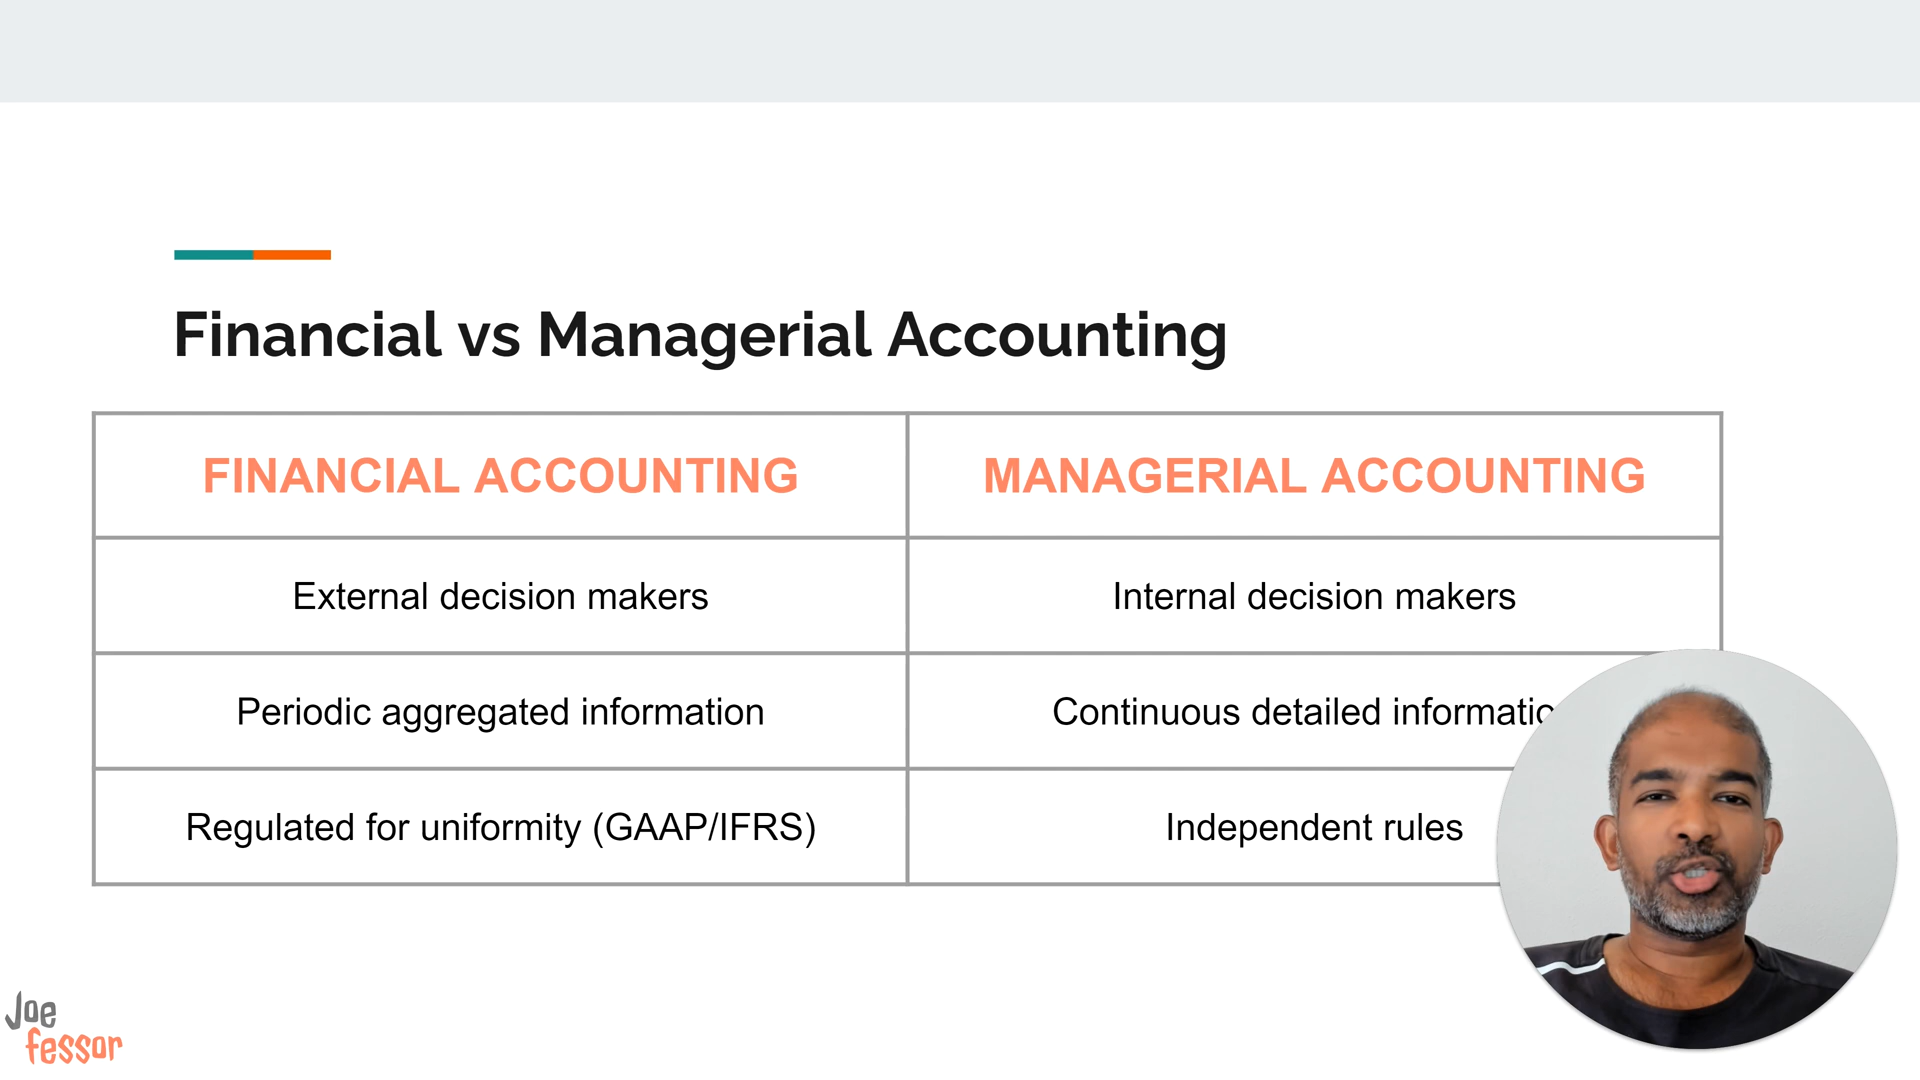 Financial vs Managerial Accounting
FINANCIAL ACCOUNTING
MANAGERIAL ACCOUNTING
External decision makers
Internal decision makers
Periodic aggregated information
Continuous detailed informatio
Regulated for uniformity (GAAP/IFRS)
Independent rules
Joe
fessor